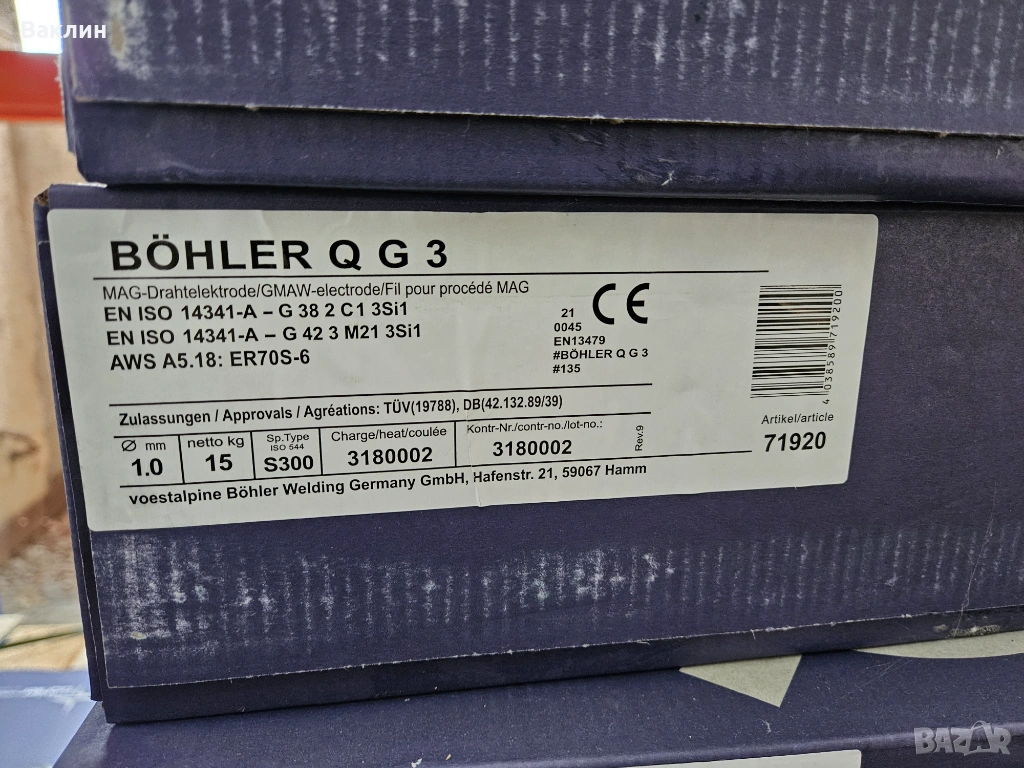 Ваклин
BÖHLER Q G 3
MAG-Drahtelektrode/GMAW-electrode/Fil pour procédé MAG
EN ISO 14341-A – G 38 2 C1 3Si1
EN ISO 14341-A – G 42 3 M21 3Si1
AWS A5.18: ER70S-6
CE
21
0045
EN13479
#BÖHLER Q G 3
#135
4 038589 719200
Zulassungen / Approvals / Agréations: TÜV(19788), DB(42.132.89/39)
Ø mm
1.0
netto kg
15
Sp.Type
ISO 544
S300
Charge/heat/coulée
3180002
Kontr-Nr./contr-no./lot-no.:
3180002
Rev.9
Artikel/article
71920
voestalpine Böhler Welding Germany GmbH, Hafenstr. 21, 59067 Hamm
BAZAR